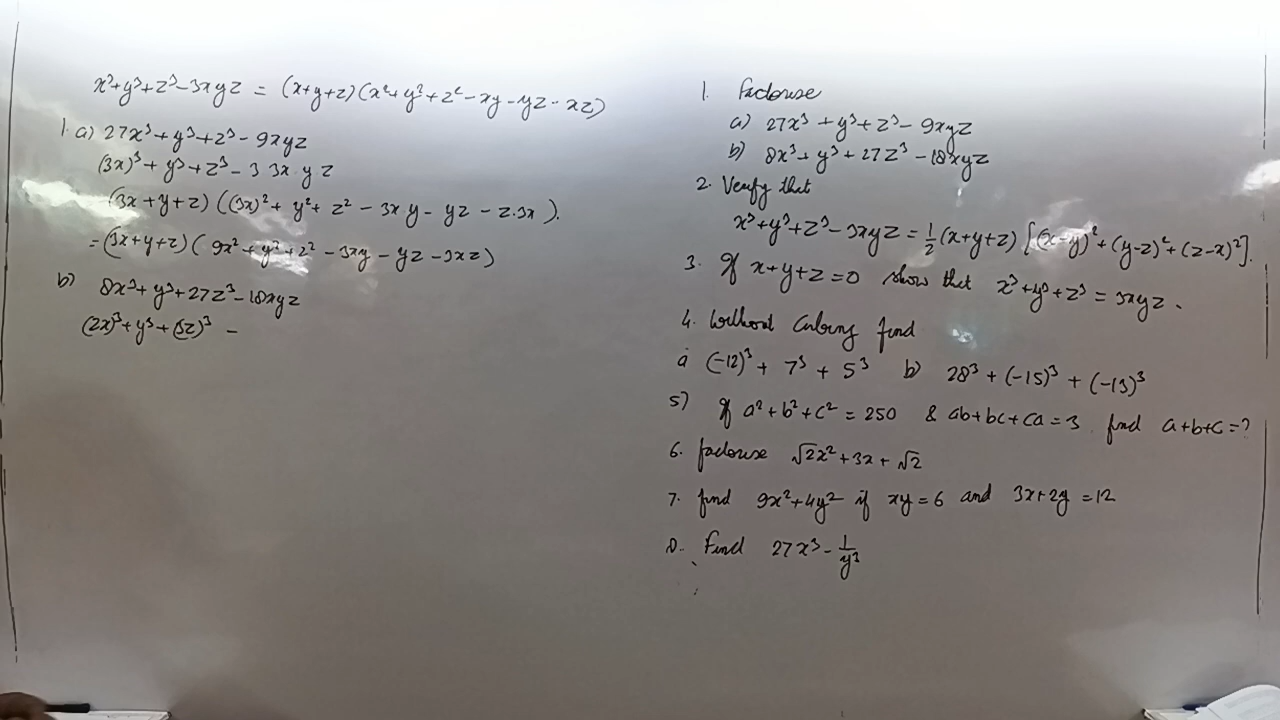 x³+y³+z³-3xyz = (x+y+z)(x²+y²+z²-xy-yz-xz)
1. a) 27x³+y³+z³-9xyz
(3x)³+y³+z³-3 3x y z
(3x+y+z)((3x)²+y²+z²-3xy-yz-z.3x).
=(3x+y+z)(9x²+y²+z²-3xy-yz-3xz)
b) 8x³+y³+27z³-18xyz
(2x)³+y³+(3z)³ -
1. Factorise
a) 27x³+y³+z³-9xyz
b) 8x³+y³+27z³-18xyz
2. Verify that
x³+y³+z³-3xyz = 1/2 (x+y+z) [(x-y)²+(y-z)²+(z-x)²].
3. If x+y+z=0 show that x³+y³+z³ = 3xyz.
4. Without Cubing find
a (-12)³ + 7³ + 5³ b) 28³ + (-15)³ + (-13)³
5) If a²+b²+c² = 250 & ab+bc+ca = 3 find a+b+c=?
6. factorise √2x²+3x+√2
7. find 9x²+4y² if xy=6 and 3x+2y=12
8. Find 27x³ - 1/y³